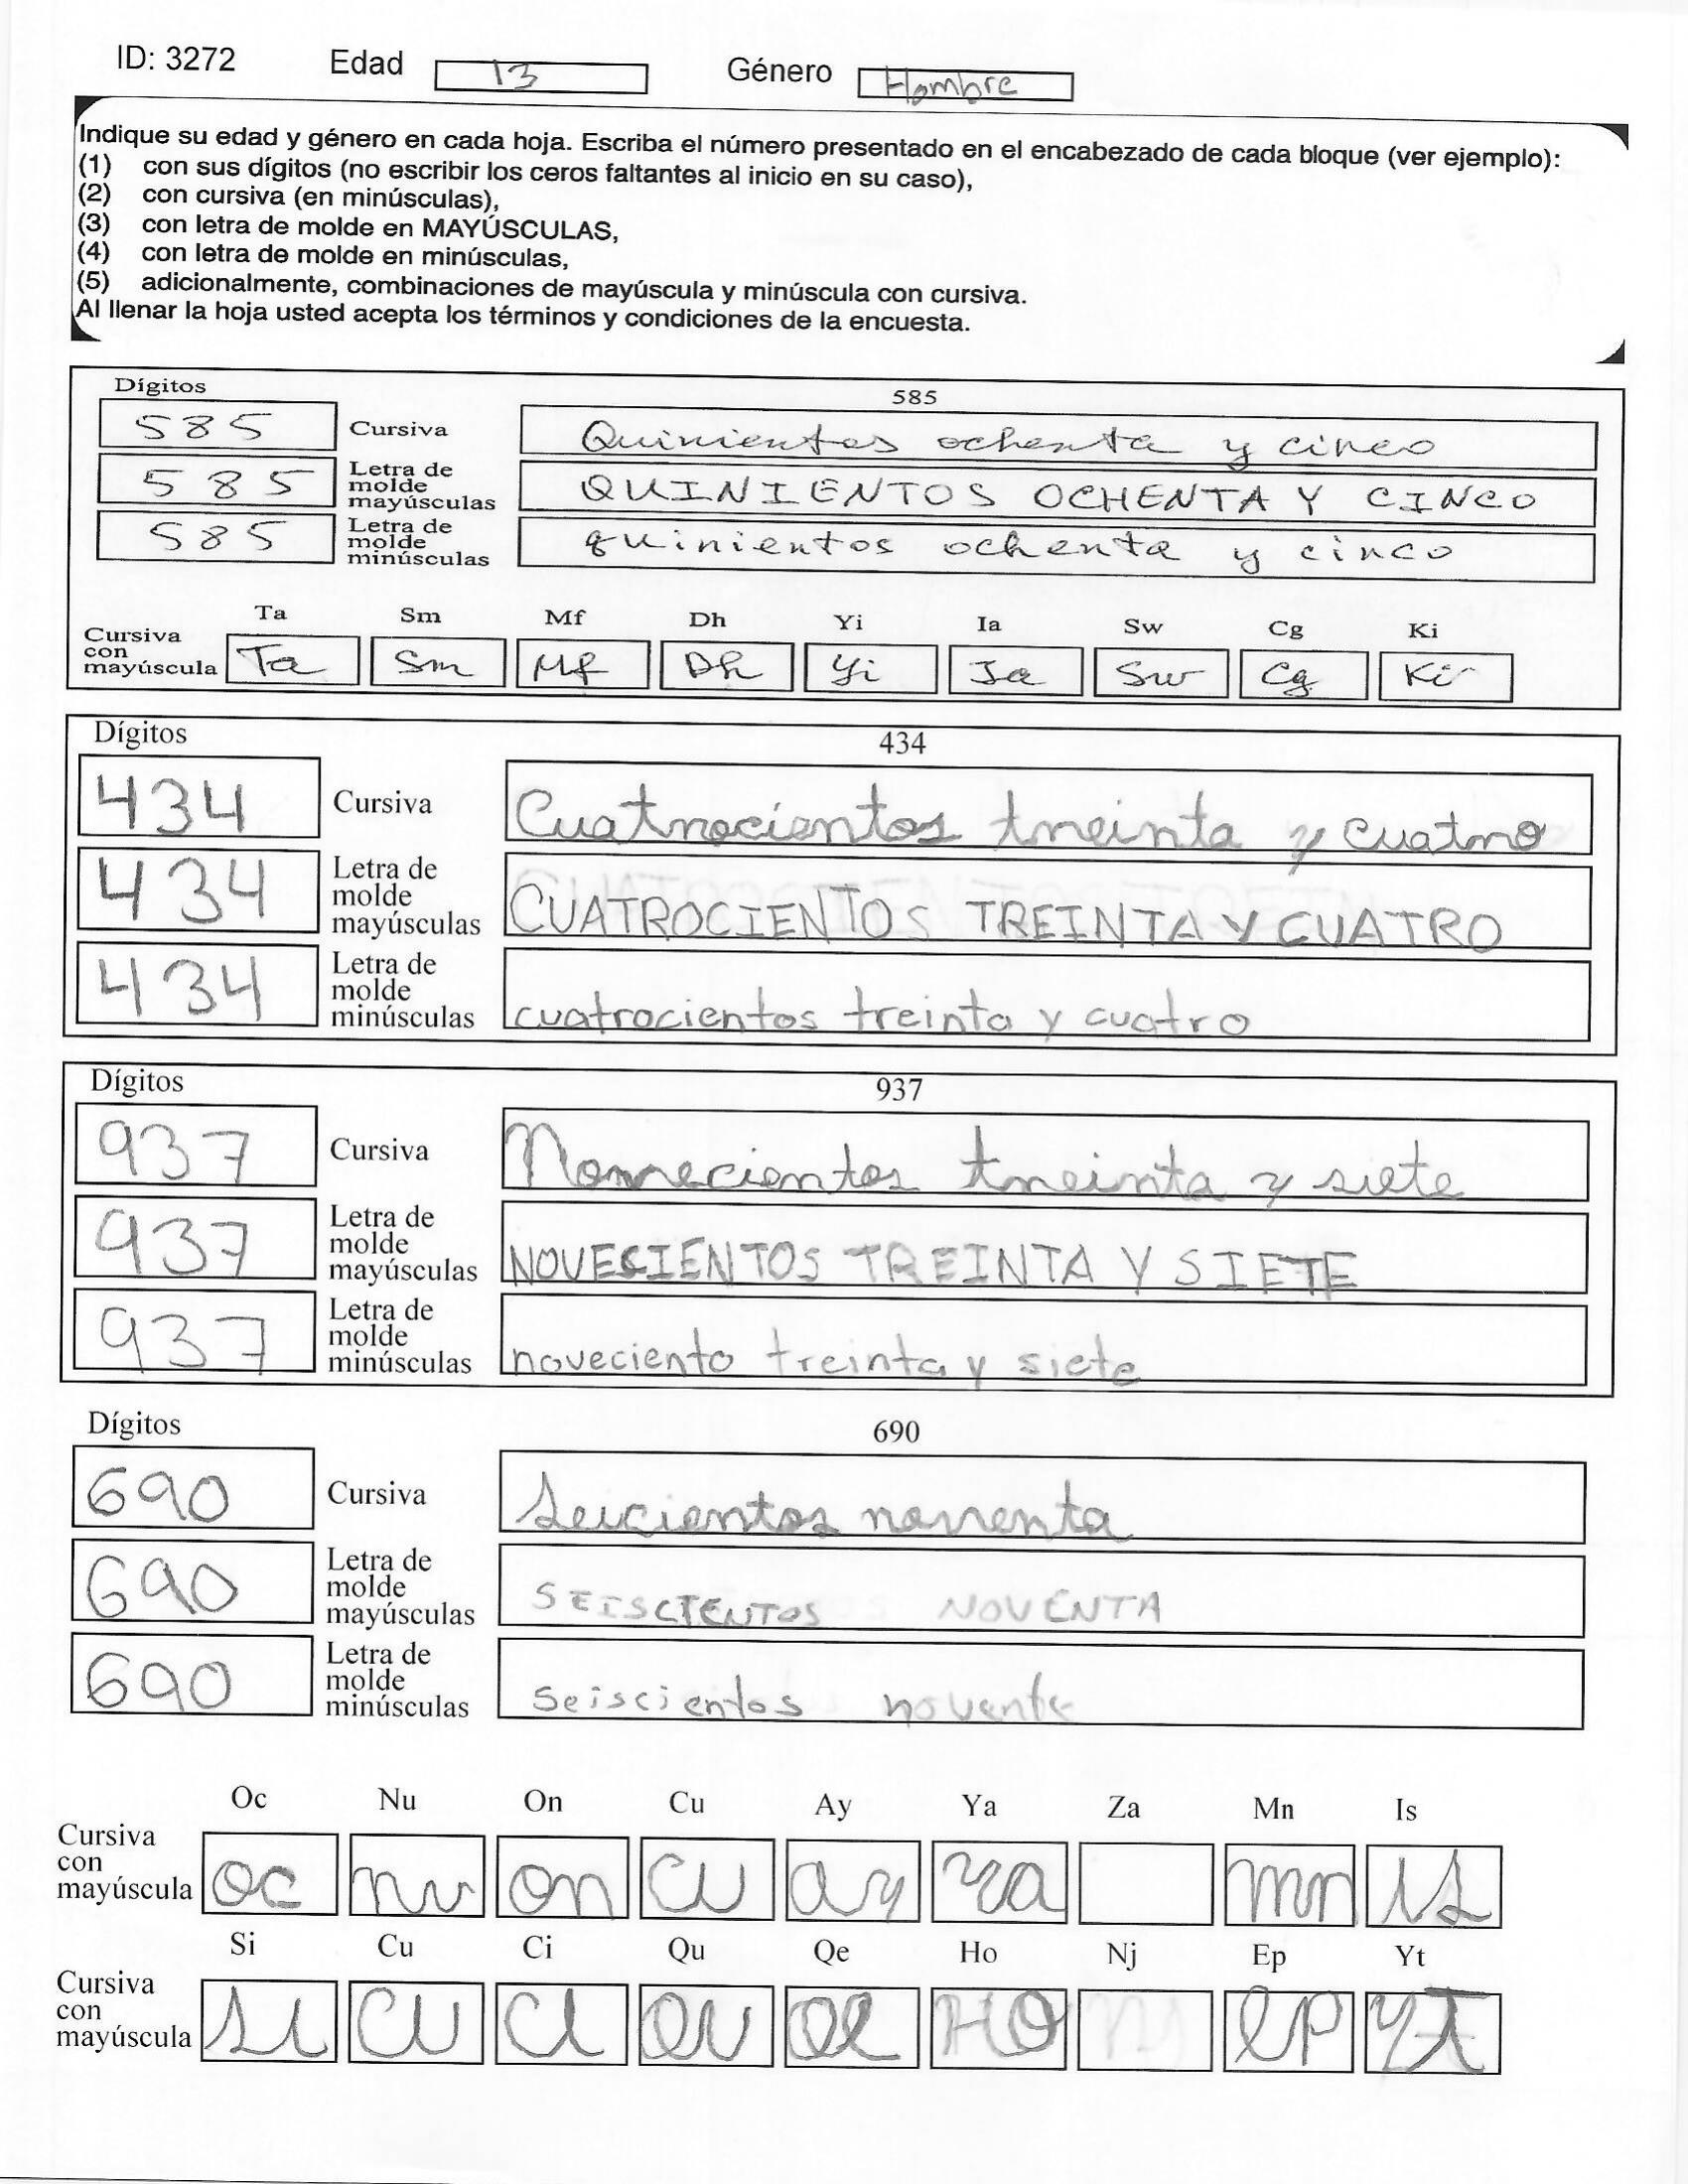 ID: 3272 Edad 13 Género Hombre
Indique su edad y género en cada hoja. Escriba el número presentado en el encabezado de cada bloque (ver ejemplo):
(1) con sus dígitos (no escribir los ceros faltantes al inicio en su caso),
(2) con cursiva (en minúsculas),
(3) con letra de molde en MAYÚSCULAS,
(4) con letra de molde en minúsculas,
(5) adicionalmente, combinaciones de mayúscula y minúscula con cursiva.
Al llenar la hoja usted acepta los términos y condiciones de la encuesta.
Dígitos 585
585 Cursiva Quinientos ochenta y cinco
585 Letra de molde mayúsculas QUINIENTOS OCHENTA Y CINCO
585 Letra de molde minúsculas quinientos ochenta y cinco
Ta Sm Mf Dh Yi Ia Sw Cg Ki
Cursiva con mayúscula Ta Sm Mf Dh Yi Ia Sw Cg Ki
Dígitos 434
434 Cursiva Cuatrocientos treinta y cuatro
434 Letra de molde mayúsculas CUATROCIENTOS TREINTA Y CUATRO
434 Letra de molde minúsculas cuatrocientos treinta y cuatro
Dígitos 937
937 Cursiva Novecientos treinta y siete
937 Letra de molde mayúsculas NOVECIENTOS TREINTA Y SIETE
937 Letra de molde minúsculas noveciento treinta y siete
Dígitos 690
690 Cursiva Seicientos noventa
690 Letra de molde mayúsculas SEISCIENTOS NOVENTA
690 Letra de molde minúsculas seiscientos noventa
Oc Nu On Cu Ay Ya Za Mn Is
Cursiva con mayúscula oc nu on cu ay ya mn is
Si Cu Ci Qu Qe Ho Nj Ep Yt
Cursiva con mayúscula si cu ci Qu Qe Ho ep yt